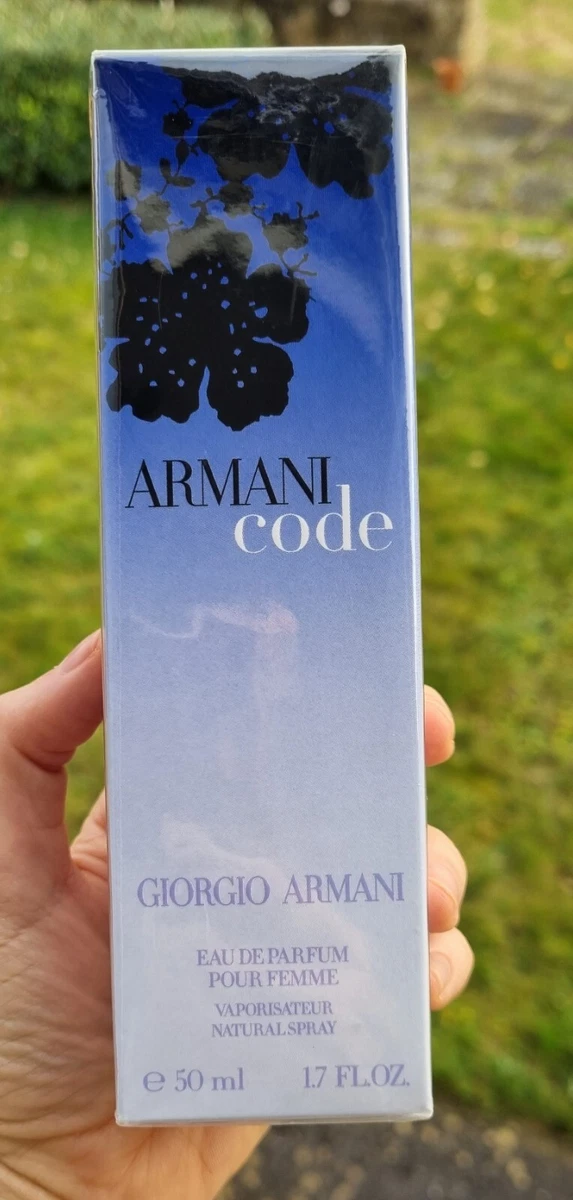 ARMANI
code
GIORGIO ARMANI
EAU DE PARFUM
POUR FEMME
VAPORISATEUR
NATURAL SPRAY
e 50 ml 1.7 FL.OZ.